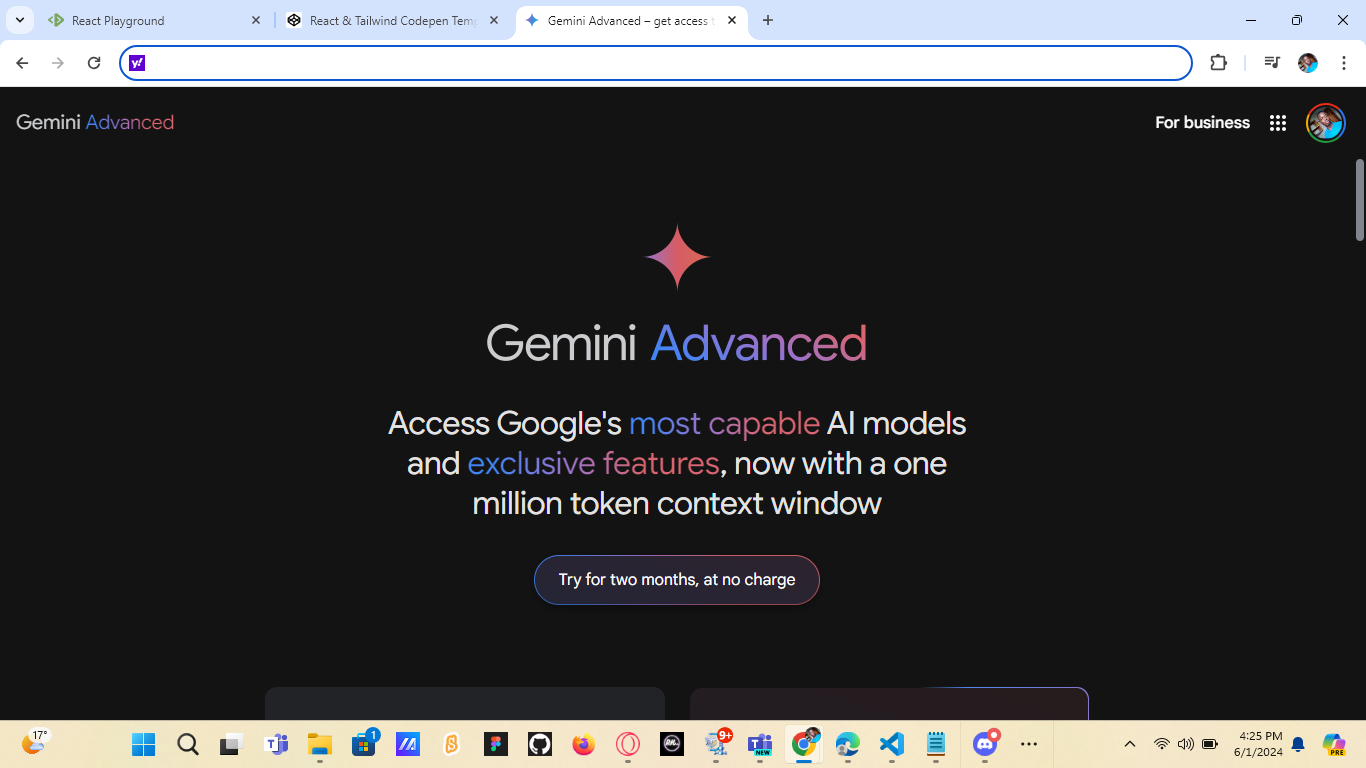 React Playground
React & Tailwind Codepen Temp
Gemini Advanced – get access t
y!
Gemini Advanced
For business
Gemini Advanced
Access Google's most capable AI models
and exclusive features, now with a one
million token context window
Try for two months, at no charge
17°
1
9+
NEW
4:25 PM
6/1/2024
PRE